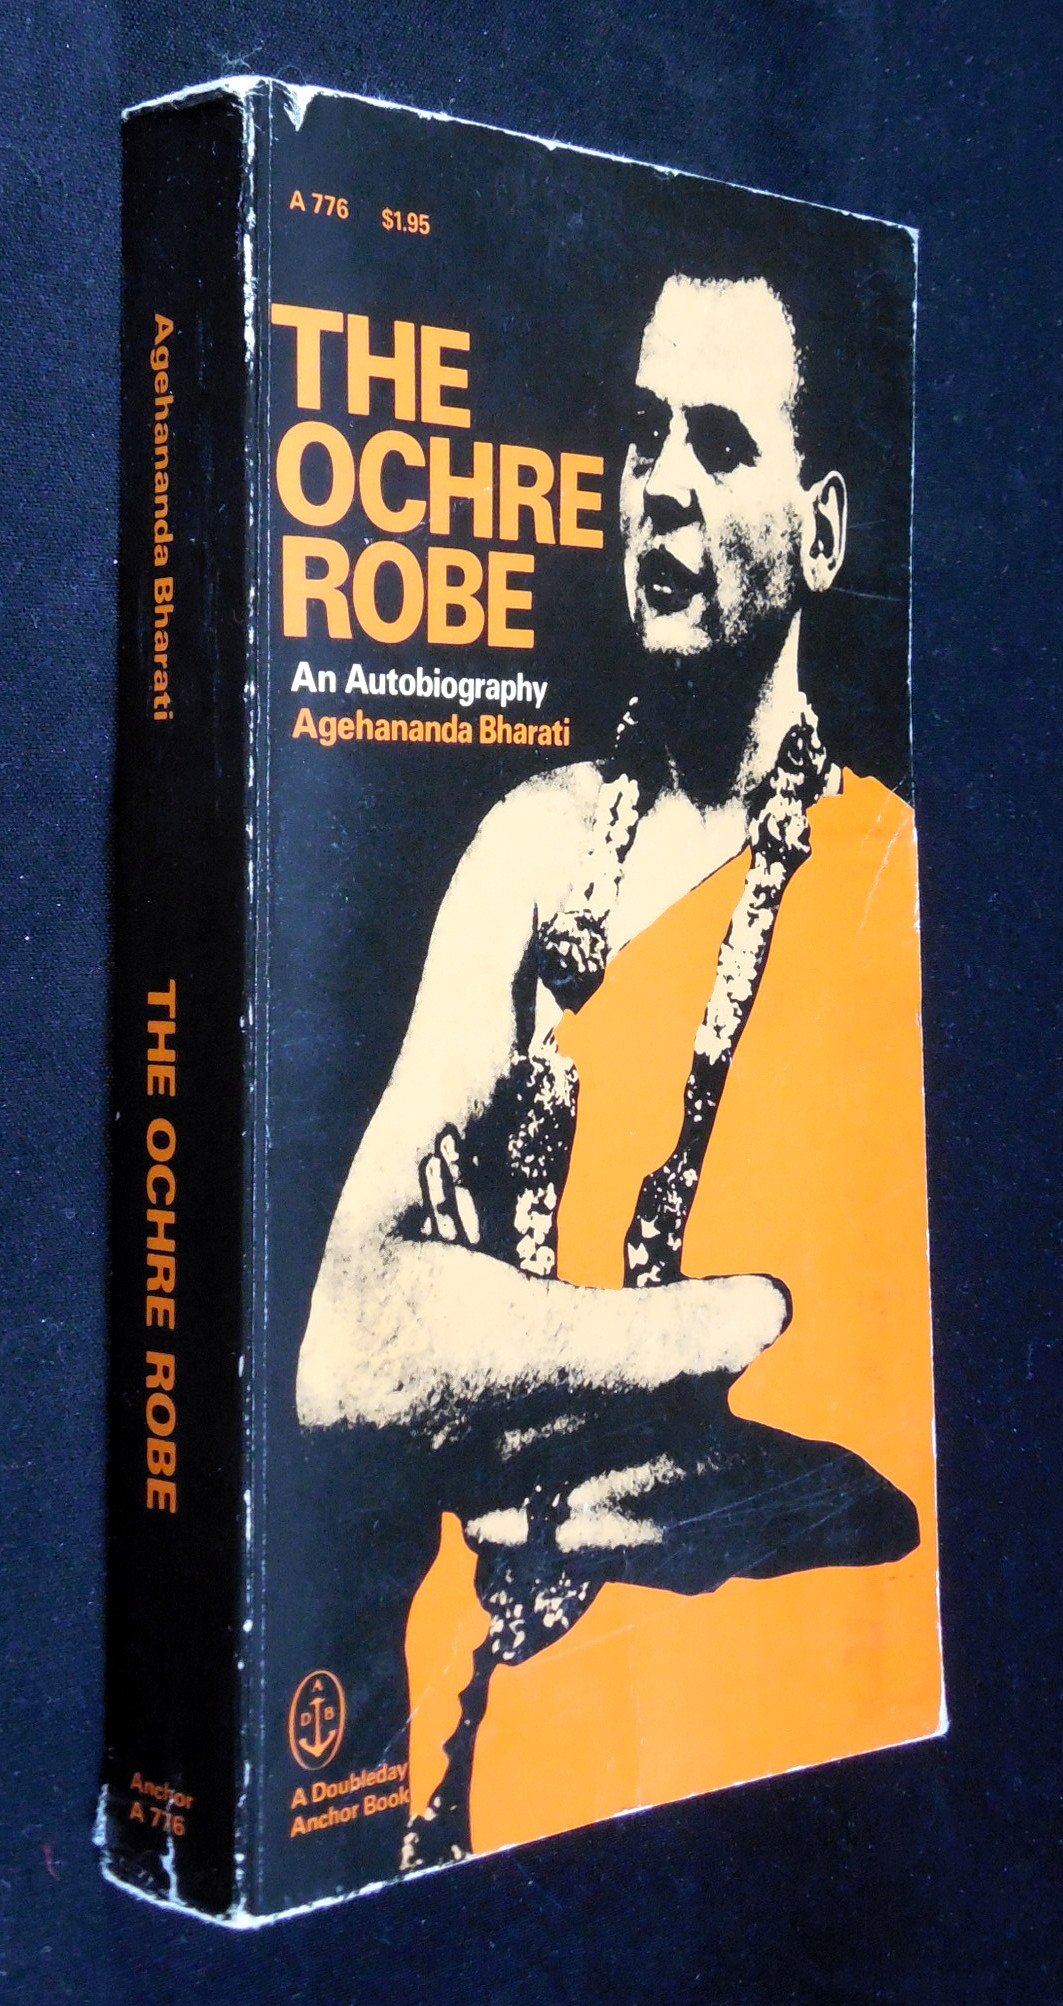 Agehananda Bharati
THE OCHRE ROBE
Anchor
A 776
A 776 $1.95
THE
OCHRE
ROBE
An Autobiography
Agehananda Bharati
A
D B
A Doubleday
Anchor Book